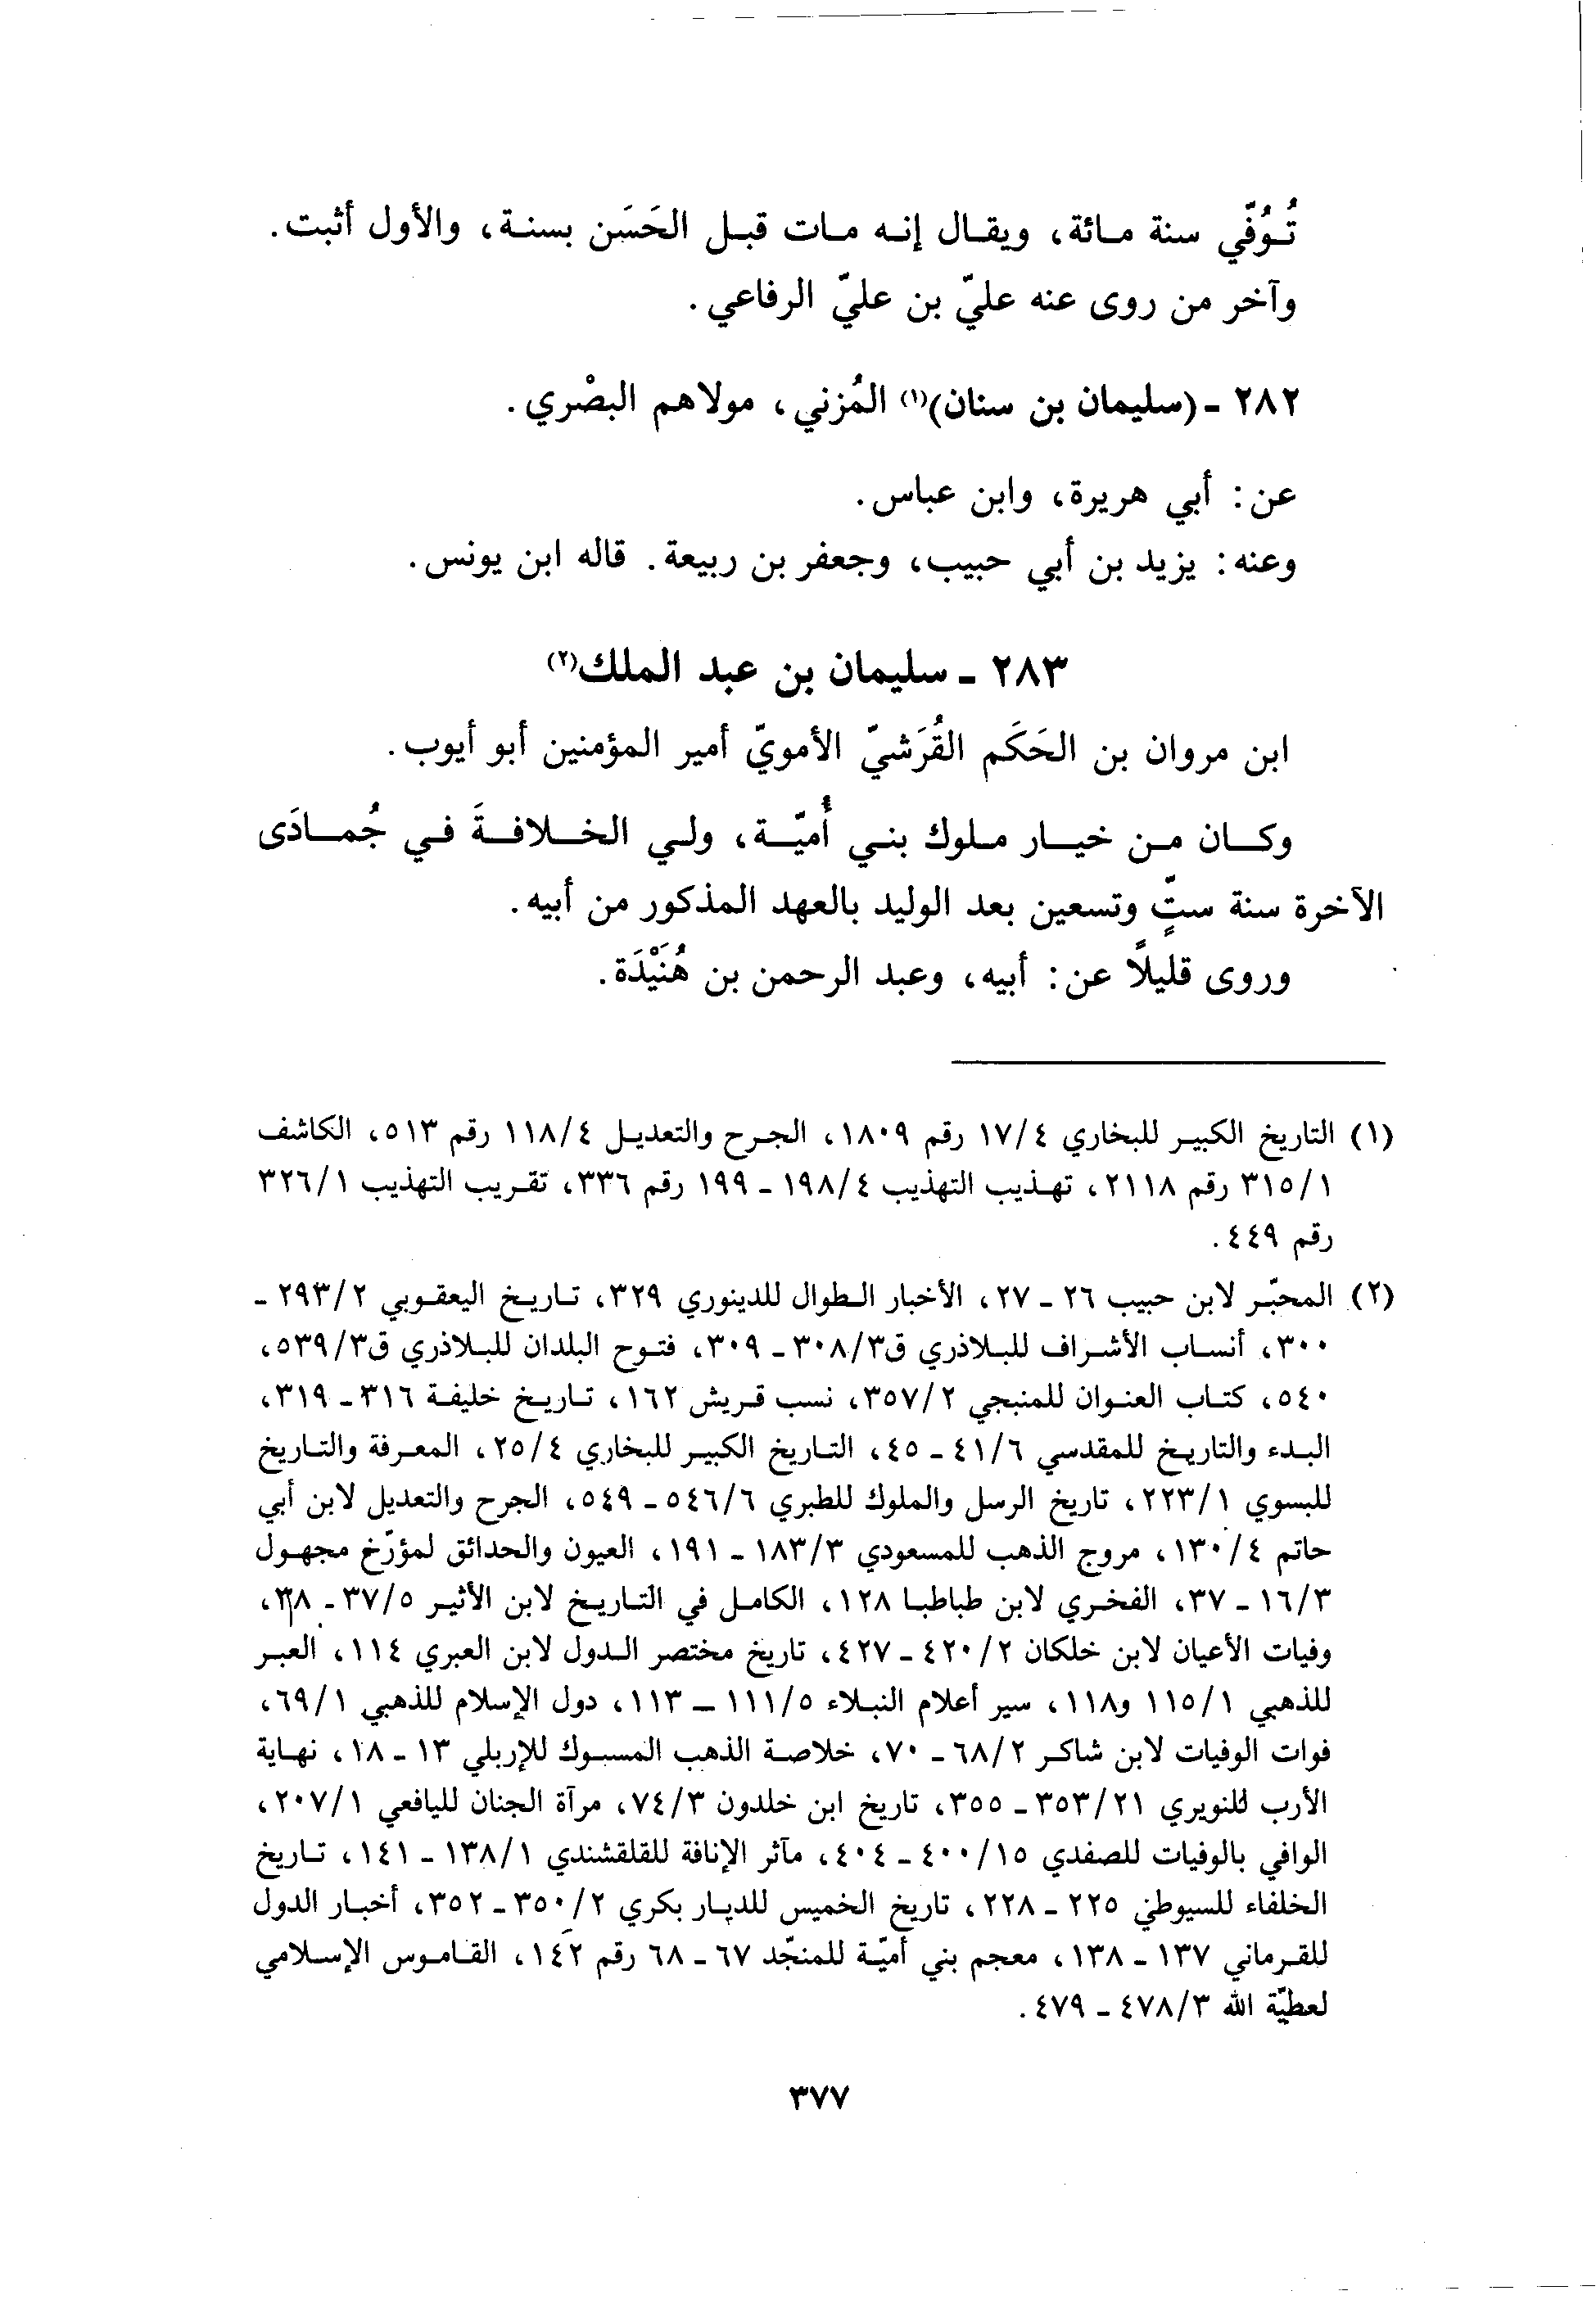 تُوُفّي سنة مائة، ويقال إنه مات قبل الحَسَن بسنة، والأول أثبت.
وآخر من روى عنه عليّ بن عليّ الرفاعي.
٢٨٢ - (سليمان بن سنان)(١) المُزني، مولاهم البصْري.
عن: أبي هريرة، وابن عباس.
وعنه: يزيد بن أبي حبيب، وجعفر بن ربيعة. قاله ابن يونس.
٢٨٣ - سليمان بن عبد الملك(٢)
ابن مروان بن الحَكَم القُرَشيّ الأمويّ أمير المؤمنين أبو أيوب.
وكان من خيار ملوك بني أُميّة، ولي الخلافةَ في جُمادَى
الآخرة سنة ستٍّ وتسعين بعد الوليد بالعهد المذكور من أبيه.
وروى قليلاً عن: أبيه، وعبد الرحمن بن هُنَيْدَة.
(١) التاريخ الكبير للبخاري ١٧/٤ رقم ١٨٠٩، الجرح والتعديل ١١٨/٤ رقم ٥١٣، الكاشف
٣١٥/١ رقم ٢١١٨، تهذيب التهذيب ١٩٨/٤ - ١٩٩ رقم ٣٣٦، تقريب التهذيب ٣٢٦/١
رقم ٤٤٩.
(٢) المحبّر لابن حبيب ٢٦ - ٢٧، الأخبار الطوال للدينوري ٣٢٩، تاريخ اليعقوبي ٢٩٣/٢ -
٣٠٠، أنساب الأشراف للبلاذري ق٣٠٨/٣ - ٣٠٩، فتوح البلدان للبلاذري ق٥٣٩/٣،
٥٤٠، كتاب العنوان للمنبجي ٣٥٧/٢، نسب قريش ١٦٢، تاريخ خليفة ٣١٦ - ٣١٩،
البدء والتاريخ للمقدسي ٤١/٦ - ٤٥، التاريخ الكبير للبخاري ٢٥/٤، المعرفة والتاريخ
للبسوي ٢٢٣/١، تاريخ الرسل والملوك للطبري ٥٤٦/٦ - ٥٤٩، الجرح والتعديل لابن أبي
حاتم ١٣٠/٤، مروج الذهب للمسعودي ١٨٣/٣ - ١٩١، العيون والحدائق لمؤرّخ مجهول
١٦/٣ - ٣٧، الفخري لابن طباطبا ١٢٨، الكامل في التاريخ لابن الأثير ٣٧/٥ - ٣٨،
وفيات الأعيان لابن خلكان ٤٢٠/٢ - ٤٢٧، تاريخ مختصر الدول لابن العبري ١١٤، العبر
للذهبي ١١٥/١ و١١٨، سير أعلام النبلاء ١١١/٥ - ١١٣، دول الإسلام للذهبي ٦٩/١،
فوات الوفيات لابن شاكر ٦٨/٢ - ٧٠، خلاصة الذهب المسبوك للإربلي ١٣ - ١٨، نهاية
الأرب للنويري ٣٥٣/٢١ - ٣٥٥، تاريخ ابن خلدون ٧٤/٣، مرآة الجنان لليافعي ٢٠٧/١،
الوافي بالوفيات للصفدي ٤٠٠/١٥ - ٤٠٤، مآثر الإنافة للقلقشندي ١٣٨/١ - ١٤١، تاريخ
الخلفاء للسيوطي ٢٢٥ - ٢٢٨، تاريخ الخميس للديار بكري ٣٥٠/٢ - ٣٥٢، أخبار الدول
للقرماني ١٣٧ - ١٣٨، معجم بني أميّة للمنجّد ٦٧ - ٦٨ رقم ١٤٢، القاموس الإسلامي
لعطيّة الله ٤٧٨/٣ - ٤٧٩.
٣٧٧